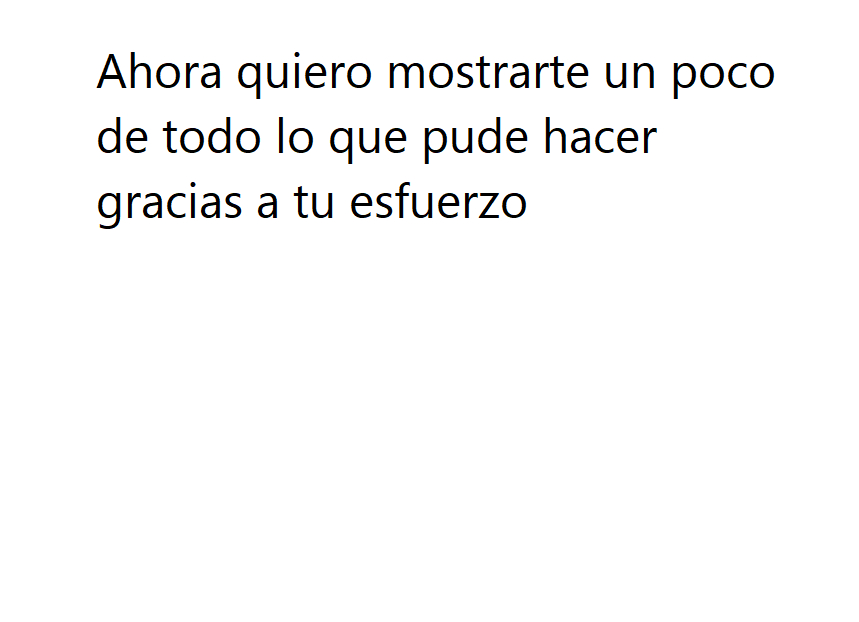 Ahora quiero mostrarte un poco
de todo lo que pude hacer
gracias a tu esfuerzo